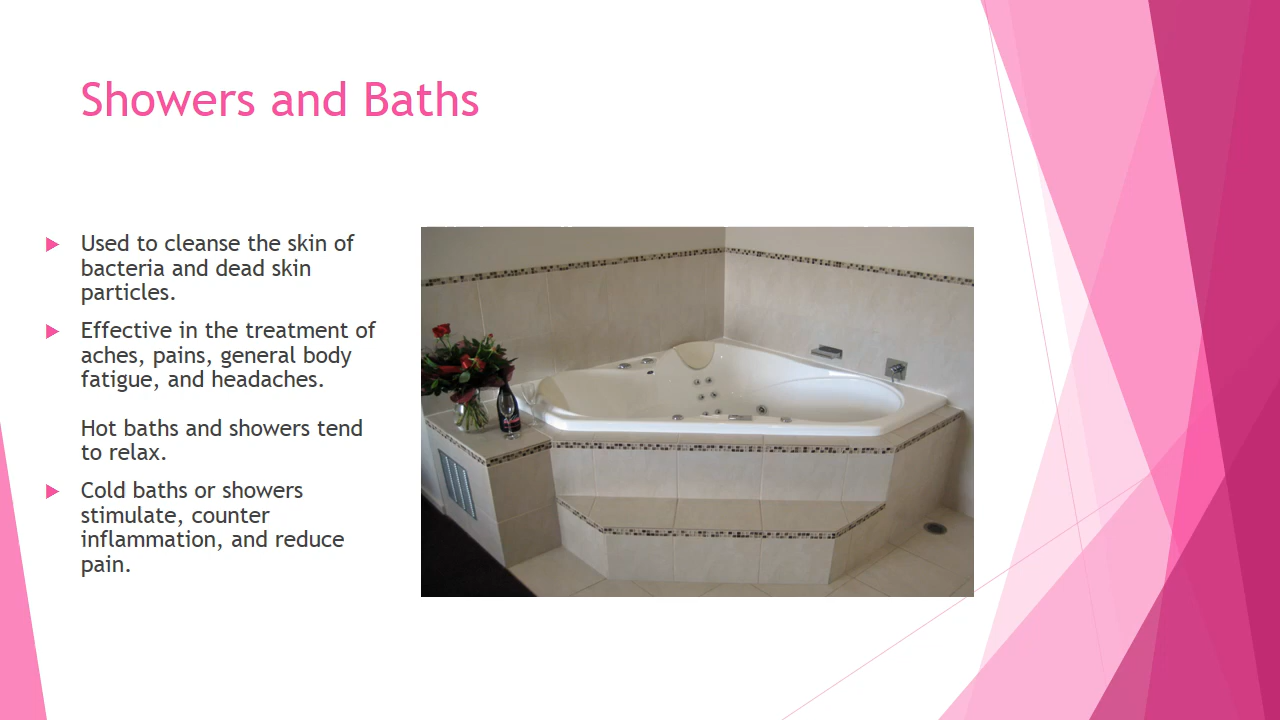 Showers and Baths
Used to cleanse the skin of
bacteria and dead skin
particles.
Effective in the treatment of
aches, pains, general body
fatigue, and headaches.
Hot baths and showers tend
to relax.
Cold baths or showers
stimulate, counter
inflammation, and reduce
pain.